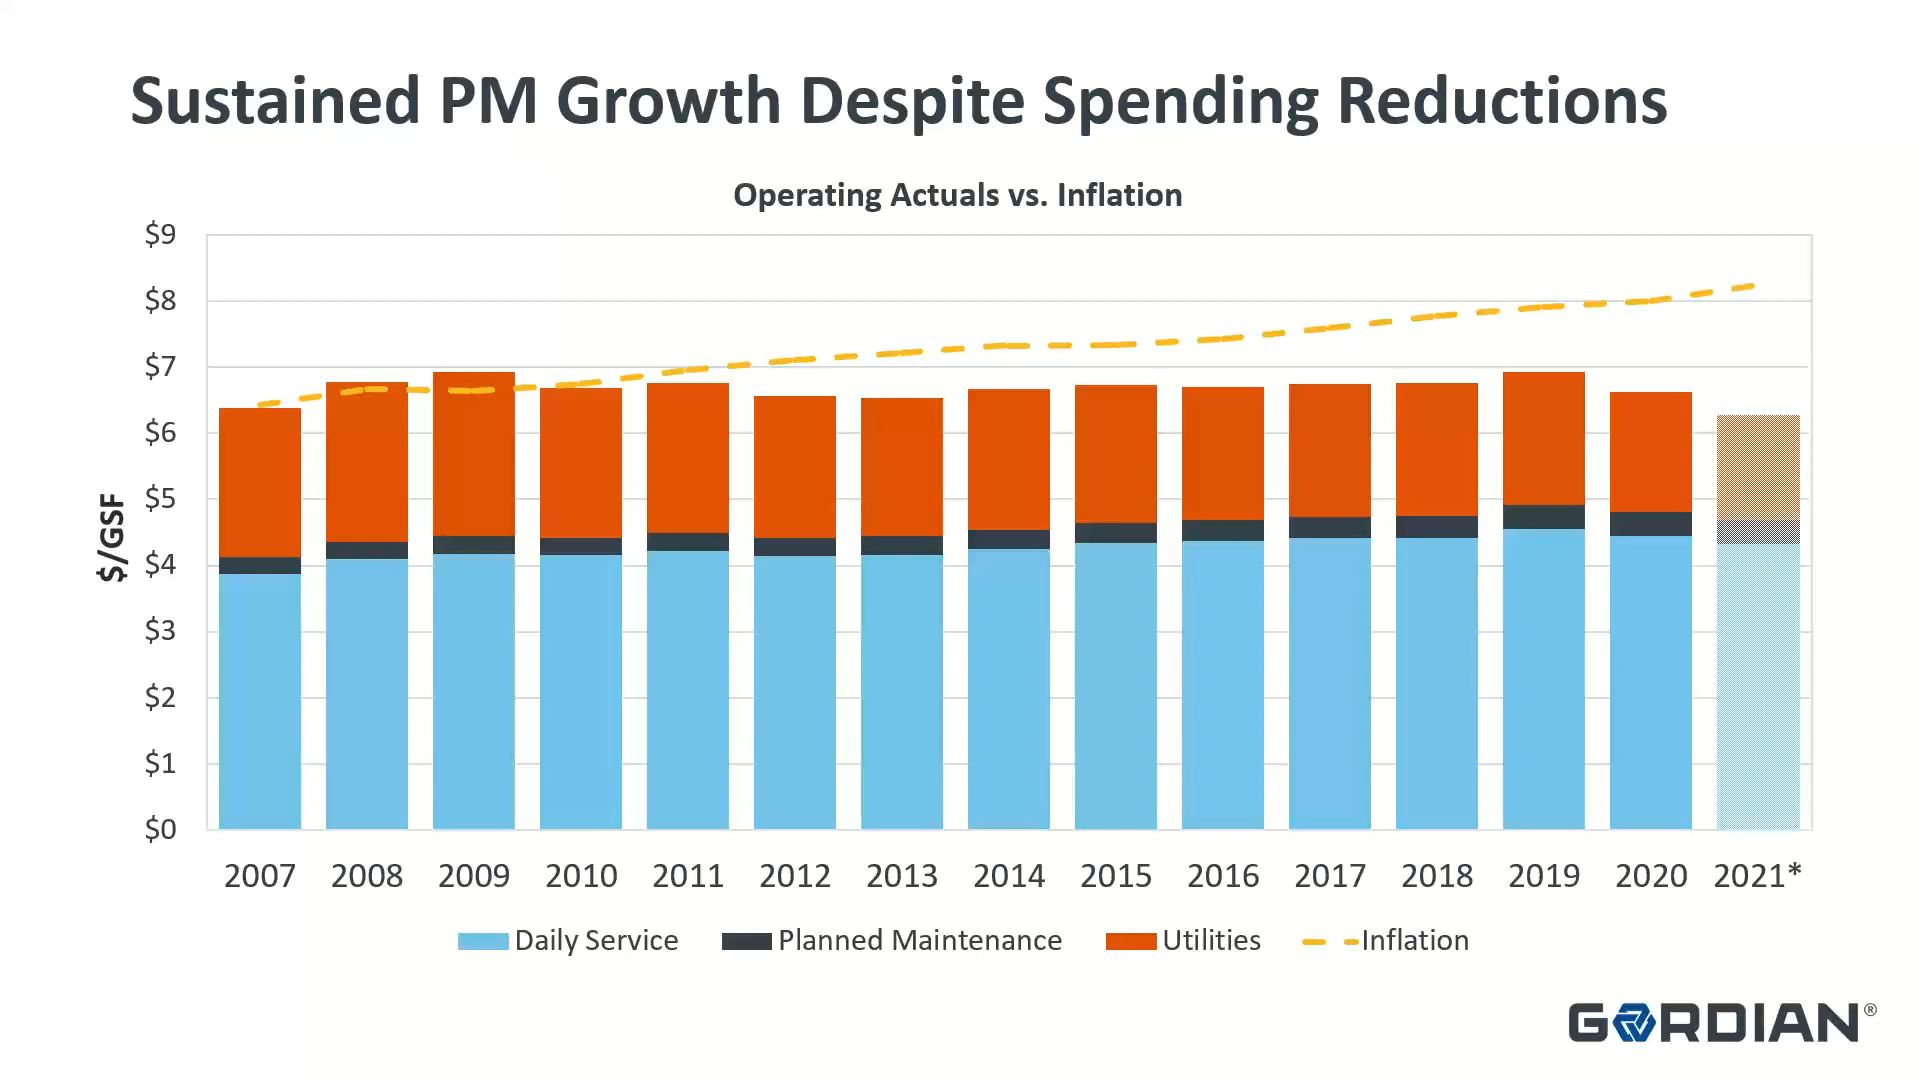 Sustained PM Growth Despite Spending Reductions
Operating Actuals vs. Inflation
$9
$8
$7
$6
$5
$4
$3
$2
$1
$0
$/GSF
2007 2008 2009 2010 2011 2012 2013 2014 2015 2016 2017 2018 2019 2020 2021*
Daily Service Planned Maintenance Utilities Inflation
GORDIAN®